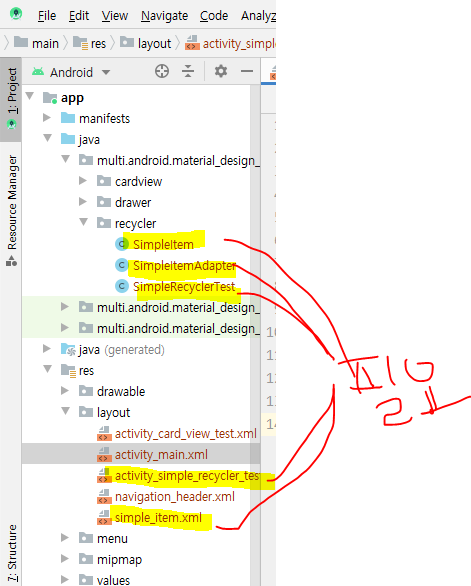 File Edit View Navigate Code Analyz
main res layout activity_simple
Android
1: Project
Resource Manager
7: Structure
app
manifests
java
multi.android.material_design_
cardview
drawer
recycler
SimpleItem
SimpleItemAdapter
SimpleRecyclerTest
multi.android.material_design_
multi.android.material_design_
java (generated)
res
drawable
layout
activity_card_view_test.xml
activity_main.xml
activity_simple_recycler_tes
navigation_header.xml
simple_item.xml
menu
mipmap
values
10
11
12
13
14